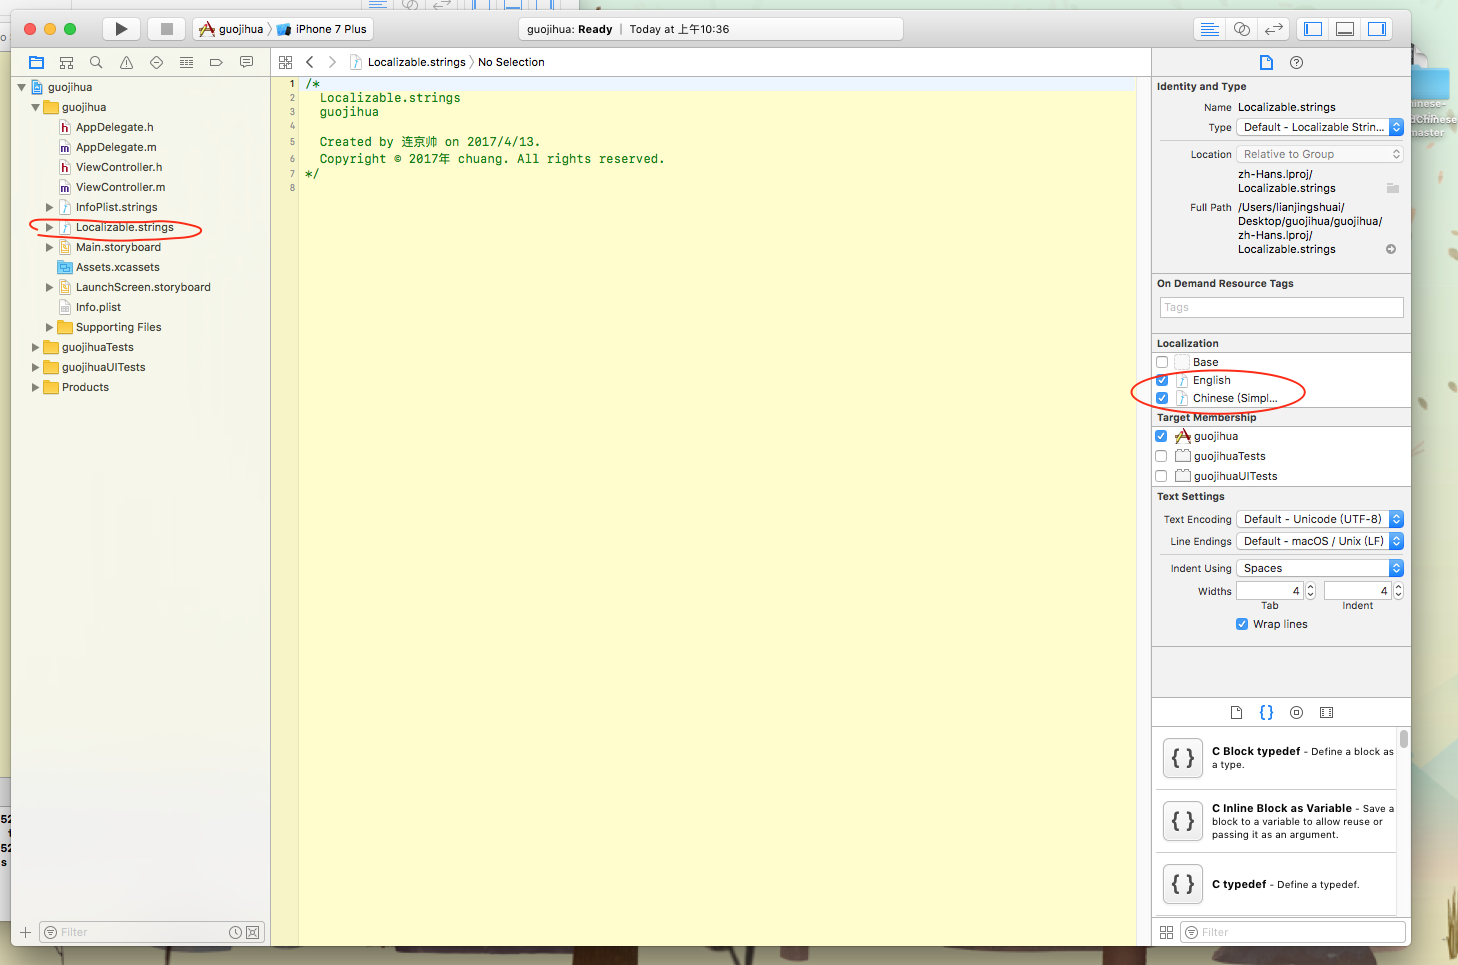 guojihua
iPhone 7 Plus
guojihua: Ready
Today at 上午10:36
Localizable.strings
No Selection
guojihua
guojihua
AppDelegate.h
AppDelegate.m
ViewController.h
ViewController.m
InfoPlist.strings
Localizable.strings
Main.storyboard
Assets.xcassets
LaunchScreen.storyboard
Info.plist
Supporting Files
guojihuaTests
guojihuaUITests
Products
Filter
1 /*
2 Localizable.strings
3 guojihua
4
5 Created by 连京帅 on 2017/4/13.
6 Copyright © 2017年 chuang. All rights reserved.
7 */
8
Identity and Type
Name Localizable.strings
Type Default - Localizable Strin...
Location Relative to Group
zh-Hans.lproj/
Localizable.strings
Full Path /Users/lianjingshuai/
Desktop/guojihua/guojihua/
zh-Hans.lproj/
Localizable.strings
On Demand Resource Tags
Tags
Localization
Base
English
Chinese (Simpl...
Target Membership
guojihua
guojihuaTests
guojihuaUITests
Text Settings
Text Encoding Default - Unicode (UTF-8)
Line Endings Default - macOS / Unix (LF)
Indent Using Spaces
Widths 4 4
Tab Indent
Wrap lines
{ } C Block typedef - Define a block as
a type.
{ } C Inline Block as Variable - Save a
block to a variable to allow reuse or
passing it as an argument.
{ } C typedef - Define a typedef.
Filter